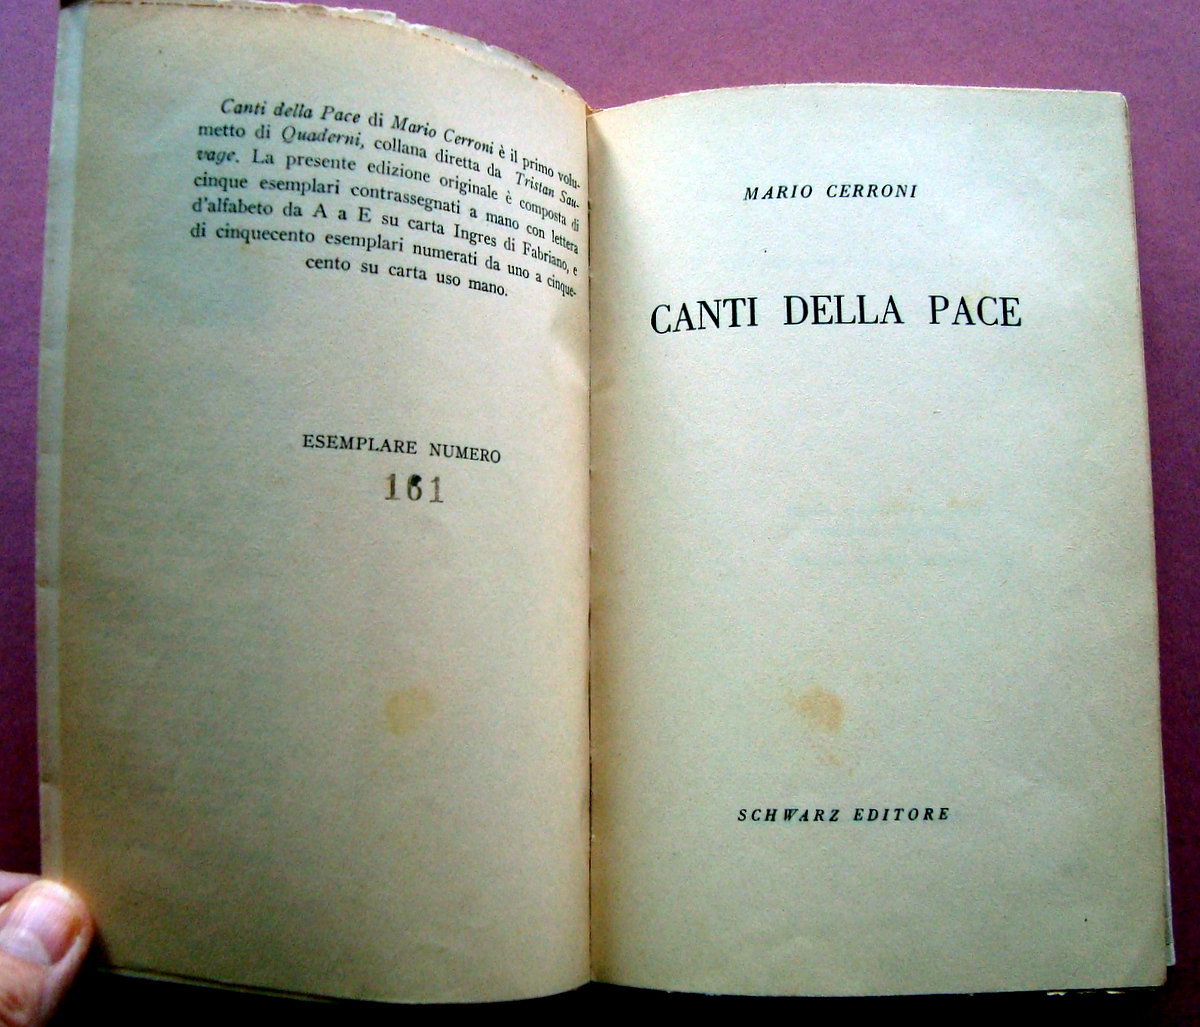 Canti della Pace di Mario Cerroni è il primo volu-
metto di Quaderni, collana diretta da Tristan Sau-
vage. La presente edizione originale è composta di
cinque esemplari contrassegnati a mano con lettera
d'alfabeto da A a E su carta Ingres di Fabriano, e
di cinquecento esemplari numerati da uno a cinque-
cento su carta uso mano.
ESEMPLARE NUMERO
161
MARIO CERRONI
CANTI DELLA PACE
SCHWARZ EDITORE